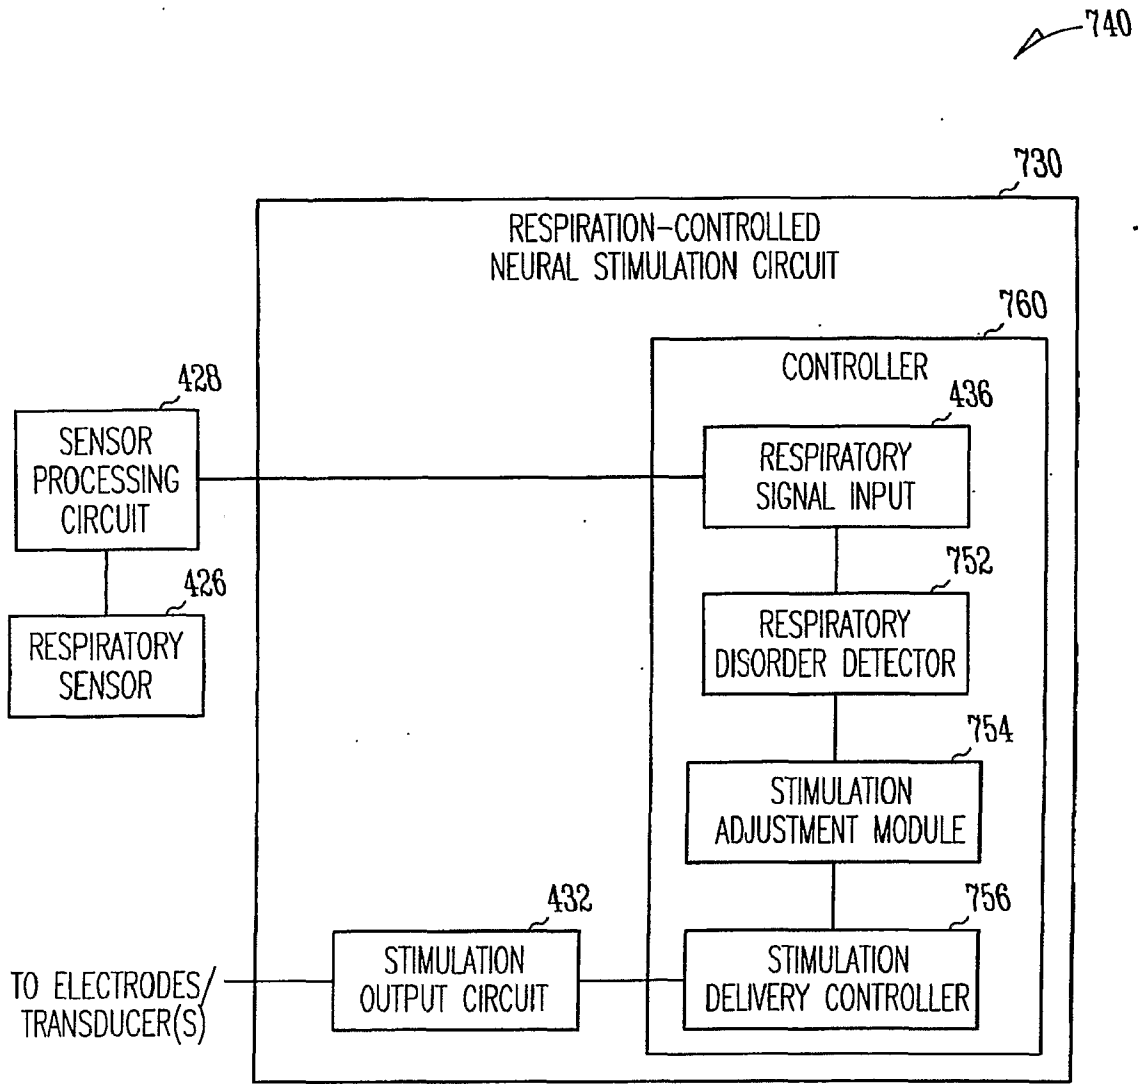 740
730
RESPIRATION-CONTROLLED
NEURAL STIMULATION CIRCUIT
760
CONTROLLER
428
SENSOR
PROCESSING
CIRCUIT
436
RESPIRATORY
SIGNAL INPUT
426
RESPIRATORY
SENSOR
752
RESPIRATORY
DISORDER DETECTOR
754
STIMULATION
ADJUSTMENT MODULE
432
STIMULATION
OUTPUT CIRCUIT
756
STIMULATION
DELIVERY CONTROLLER
TO ELECTRODES/
TRANSDUCER(S)